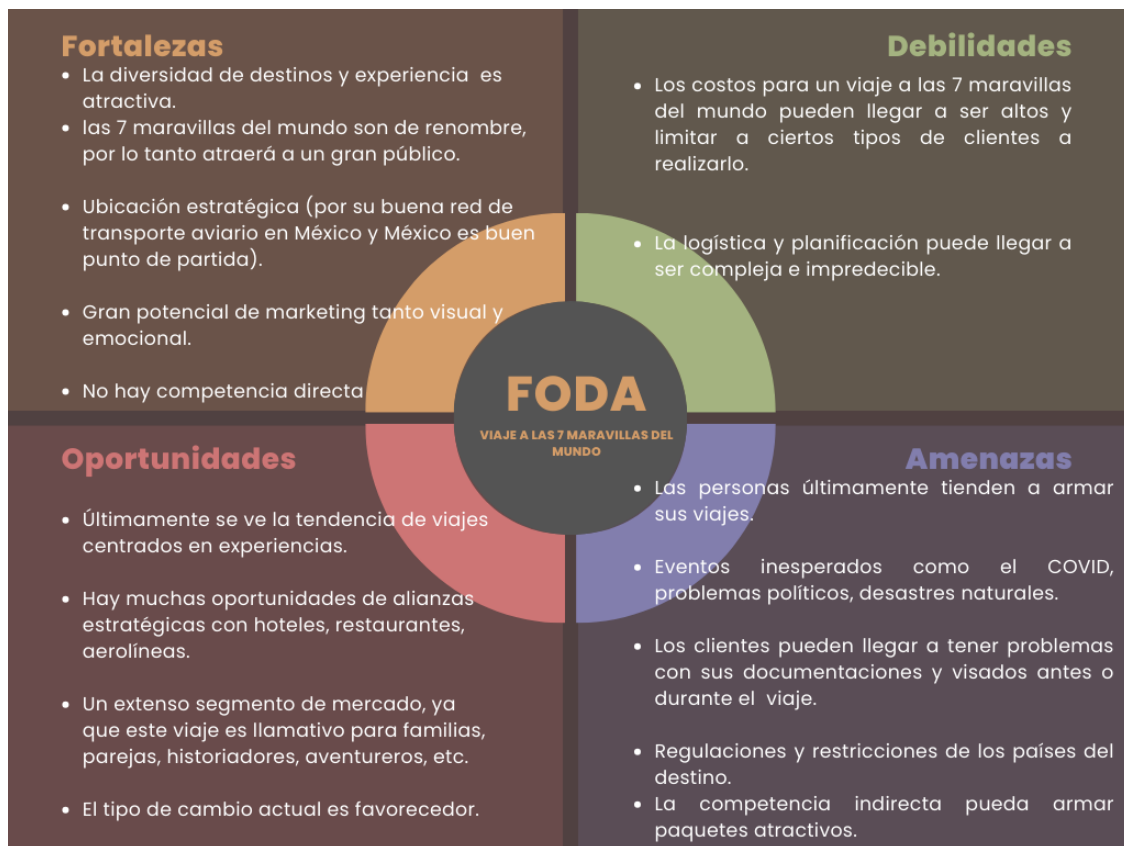 Fortalezas
• La diversidad de destinos y experiencia es
atractiva.
• las 7 maravillas del mundo son de renombre,
por lo tanto atraerá a un gran público.
• Ubicación estratégica (por su buena red de
transporte aviario en México y México es buen
punto de partida).
• Gran potencial de marketing tanto visual y
emocional.
• No hay competencia directa
Debilidades
• Los costos para un viaje a las 7 maravillas
del mundo pueden llegar a ser altos y
limitar a ciertos tipos de clientes a
realizarlo.
• La logística y planificación puede llegar a
ser compleja e impredecible.
FODA
VIAJE A LAS 7 MARAVILLAS DEL
MUNDO
Oportunidades
• Últimamente se ve la tendencia de viajes
centrados en experiencias.
• Hay muchas oportunidades de alianzas
estratégicas con hoteles, restaurantes,
aerolíneas.
• Un extenso segmento de mercado, ya
que este viaje es llamativo para familias,
parejas, historiadores, aventureros, etc.
• El tipo de cambio actual es favorecedor.
Amenazas
• Las personas últimamente tienden a armar
sus viajes.
• Eventos inesperados como el COVID,
problemas políticos, desastres naturales.
• Los clientes pueden llegar a tener problemas
con sus documentaciones y visados antes o
durante el viaje.
• Regulaciones y restricciones de los países del
destino.
• La competencia indirecta pueda armar
paquetes atractivos.